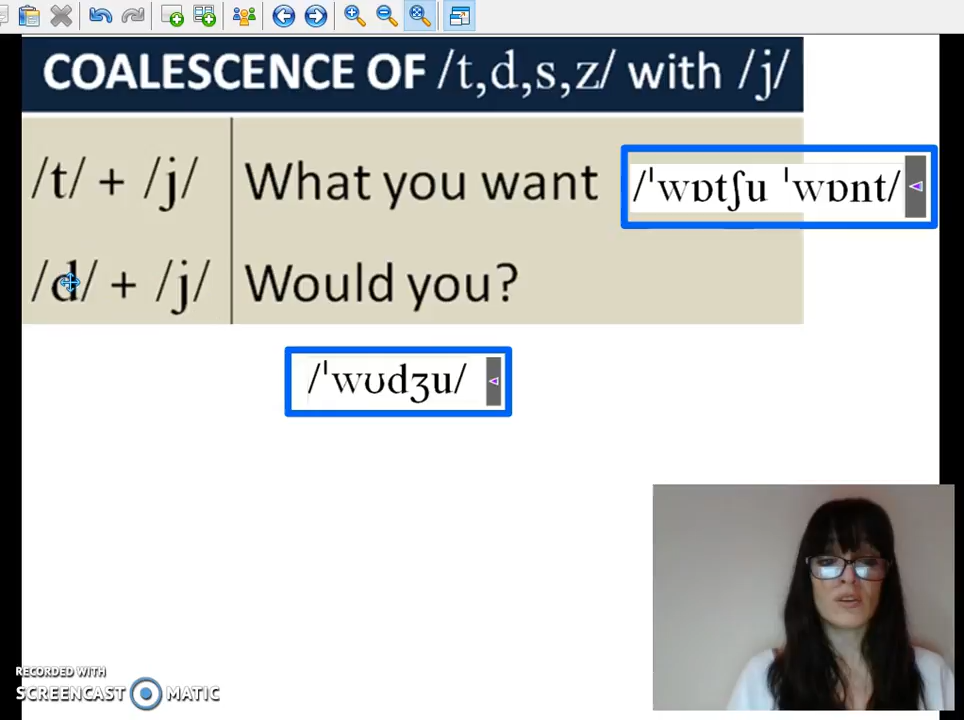 COALESCENCE OF /t,d,s,z/ with /j/
/t/ + /j/ What you want /ˈwɒtʃu ˈwɒnt/
/d/ + /j/ Would you?
/ˈwʊdʒu/
RECORDED WITH
SCREENCAST MATIC